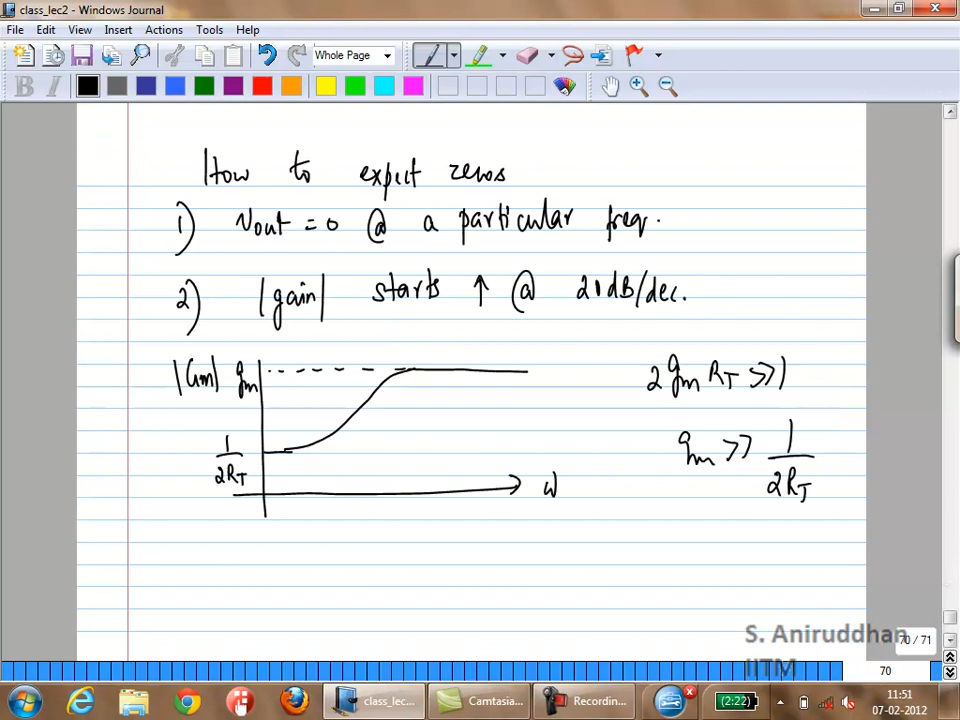 class_lec2 - Windows Journal
File Edit View Insert Actions Tools Help
Whole Page
B I
How to expect zeros
1) Vout = 0 @ a particular freq.
2) |gain| starts ↑ @ 20dB/dec.
|Gm| gm
2 gm RT >> 1
1/2RT
gm >> 1/2RT
ω
S. Aniruddhan
IITM
70 / 71
70
class_lec...
Camtasia...
Recordin...
(2:22)
11:51
07-02-2012